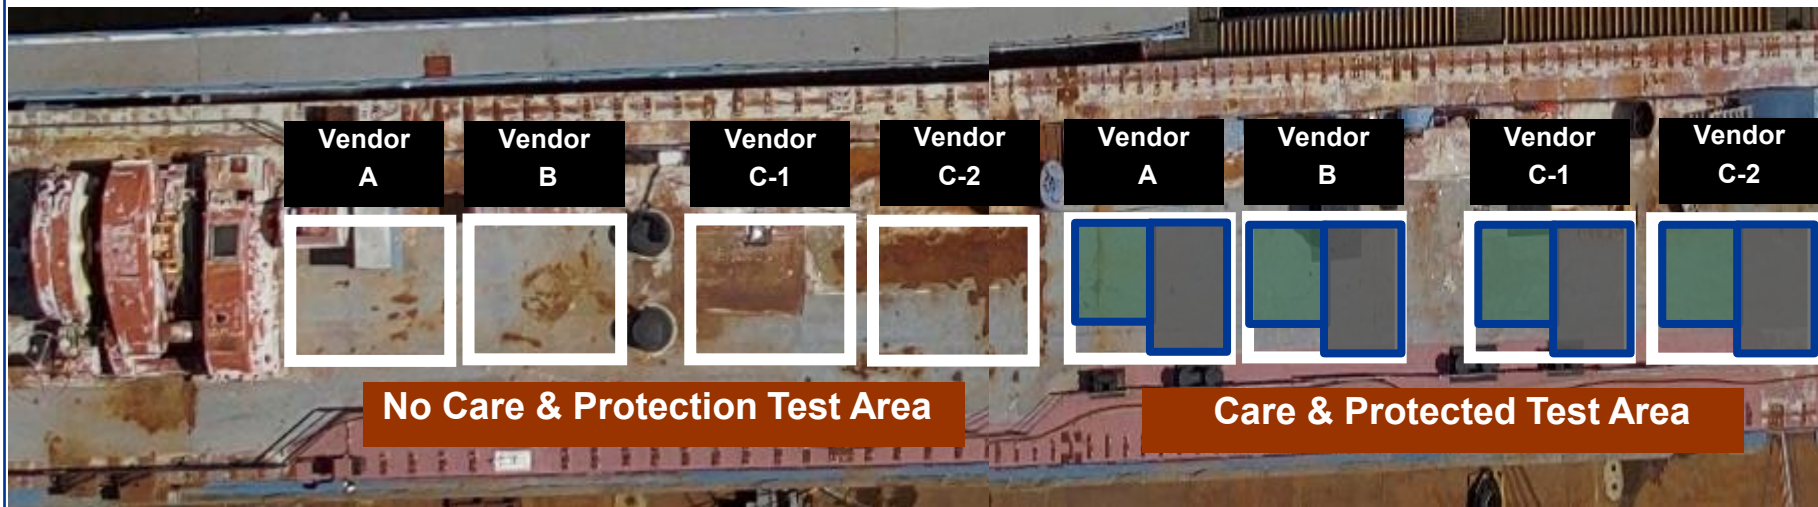 Vendor
A
Vendor
B
Vendor
C-1
Vendor
C-2
Vendor
A
Vendor
B
Vendor
C-1
Vendor
C-2
No Care & Protection Test Area
Care & Protected Test Area